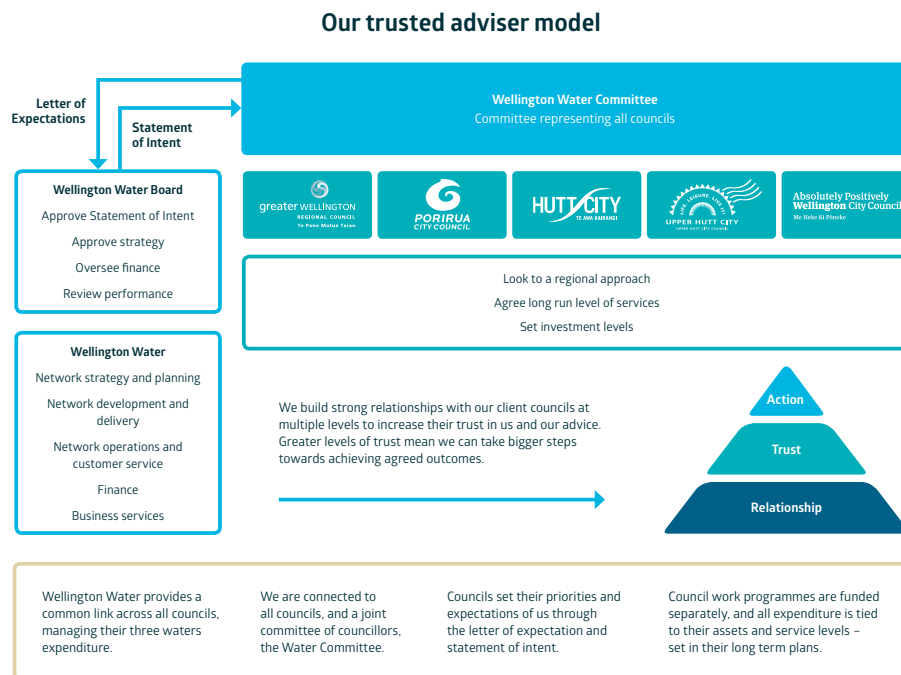 Our trusted adviser model
Letter of
Expectations
Statement
of Intent
Wellington Water Committee
Committee representing all councils
Wellington Water Board
Approve Statement of Intent
Approve strategy
Oversee finance
Review performance
greater WELLINGTON
REGIONAL COUNCIL
Te Pane Matua Taiao
PORIRUA
CITY COUNCIL
HUTT CITY
TE AWA KAIRANGI
LIFE. LEISURE. LIVE IT!
UPPER HUTT CITY
UPPER HUTT CITY COUNCIL
Absolutely Positively
Wellington City Council
Me Heke Ki Pōneke
Look to a regional approach
Agree long run level of services
Set investment levels
Wellington Water
Network strategy and planning
Network development and
delivery
Network operations and
customer service
Finance
Business services
We build strong relationships with our client councils at
multiple levels to increase their trust in us and our advice.
Greater levels of trust mean we can take bigger steps
towards achieving agreed outcomes.
Action
Trust
Relationship
Wellington Water provides a
common link across all councils,
managing their three waters
expenditure.
We are connected to
all councils, and a joint
committee of councillors,
the Water Committee.
Councils set their priorities and
expectations of us through
the letter of expectation and
statement of intent.
Council work programmes are funded
separately, and all expenditure is tied
to their assets and service levels –
set in their long term plans.